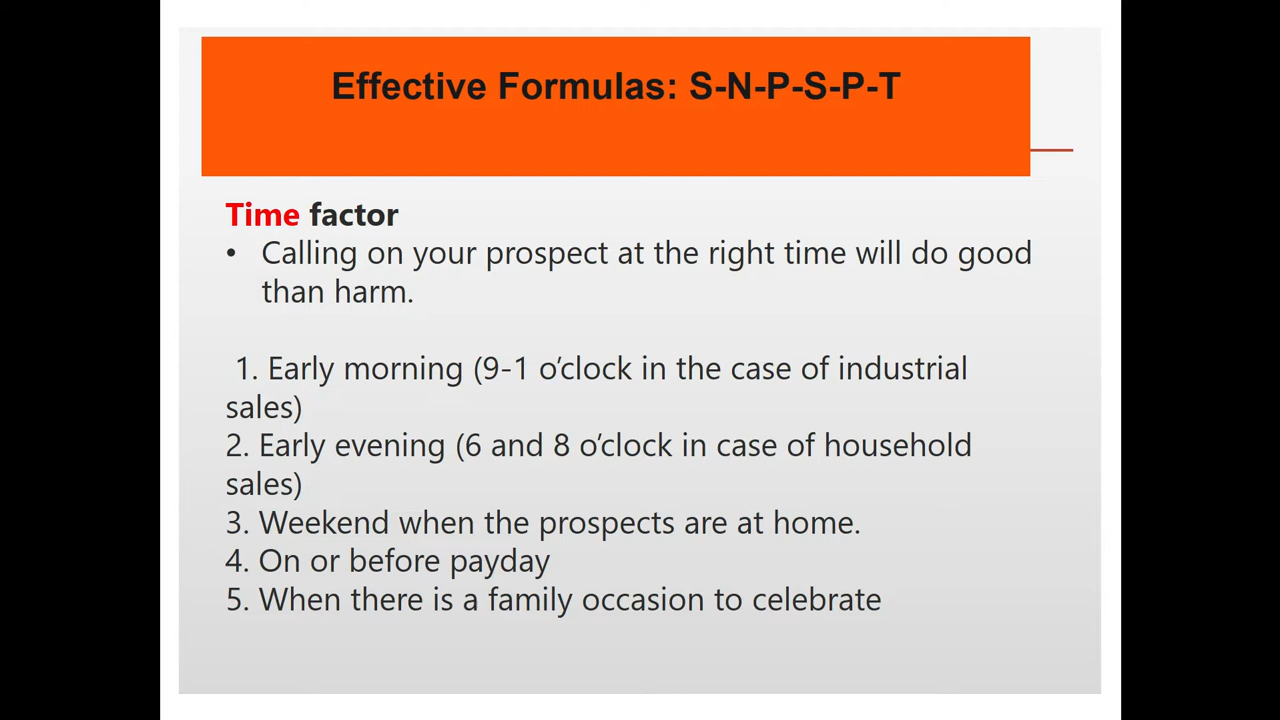 Effective Formulas: S-N-P-S-P-T
Time factor
• Calling on your prospect at the right time will do good
than harm.
1. Early morning (9-1 o’clock in the case of industrial
sales)
2. Early evening (6 and 8 o’clock in case of household
sales)
3. Weekend when the prospects are at home.
4. On or before payday
5. When there is a family occasion to celebrate